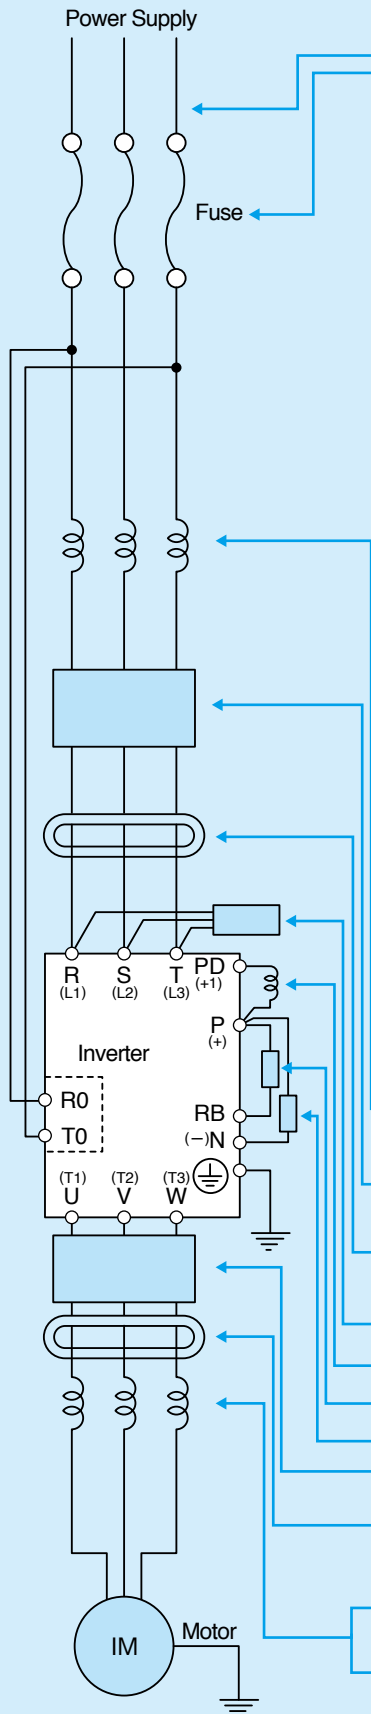 Power Supply
Fuse
R S T PD
(L1) (L2) (L3) (+1)
P
(+)
Inverter
R0
RB
T0
(−)N
(T1) (T2) (T3)
U V W
Motor
IM